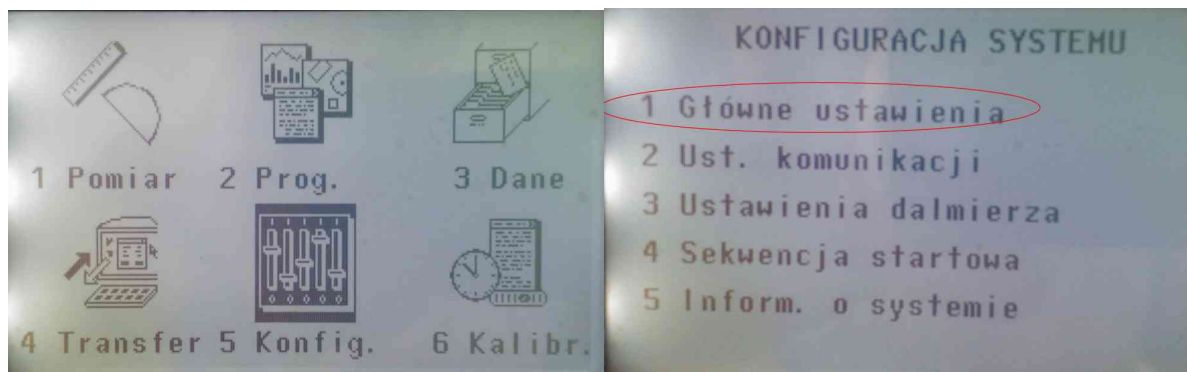 1 Pomiar 2 Prog. 3 Dane
4 Transfer 5 Konfig. 6 Kalibr.
KONFIGURACJA SYSTEMU
1 Główne ustawienia
2 Ust. komunikacji
3 Ustawienia dalmierza
4 Sekwencja startowa
5 Inform. o systemie